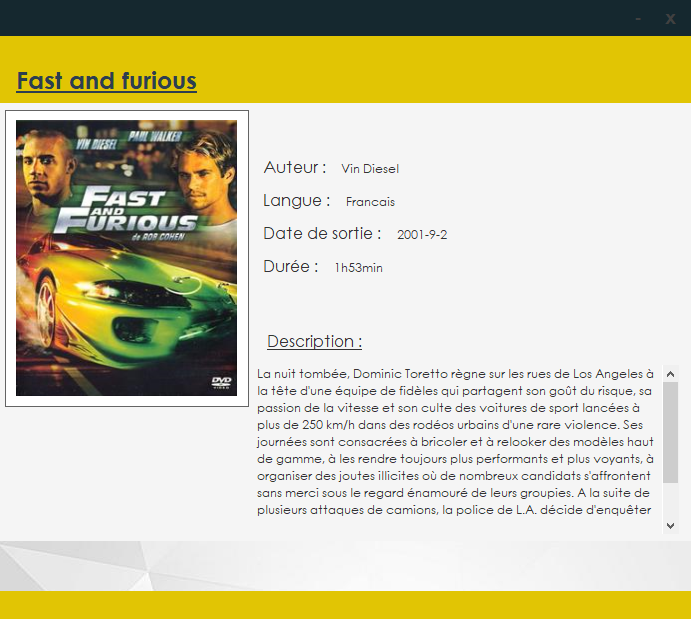 - X
Fast and furious
VIN DIESEL PAUL WALKER
FAST
AND
FURIOUS
de ROB COHEN
DVD
VIDEO
Auteur : Vin Diesel
Langue : Francais
Date de sortie : 2001-9-2
Durée : 1h53min
Description :
La nuit tombée, Dominic Toretto règne sur les rues de Los Angeles à
la tête d'une équipe de fidèles qui partagent son goût du risque, sa
passion de la vitesse et son culte des voitures de sport lancées à
plus de 250 km/h dans des rodéos urbains d'une rare violence. Ses
journées sont consacrées à bricoler et à relooker des modèles haut
de gamme, à les rendre toujours plus performants et plus voyants, à
organiser des joutes illicites où de nombreux candidats s'affrontent
sans merci sous le regard énamouré de leurs groupies. A la suite de
plusieurs attaques de camions, la police de L.A. décide d'enquêter